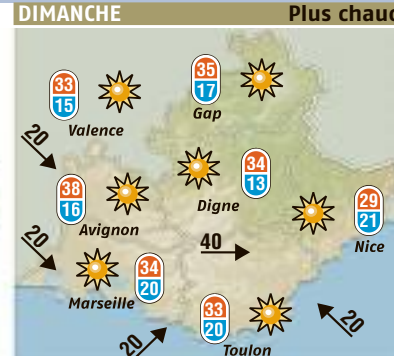 DIMANCHE Plus chaud
33
15
Valence
35
17
Gap
20
38
16
Avignon
34
13
Digne
29
21
Nice
20
40
34
20
Marseille
33
20
Toulon
20
20